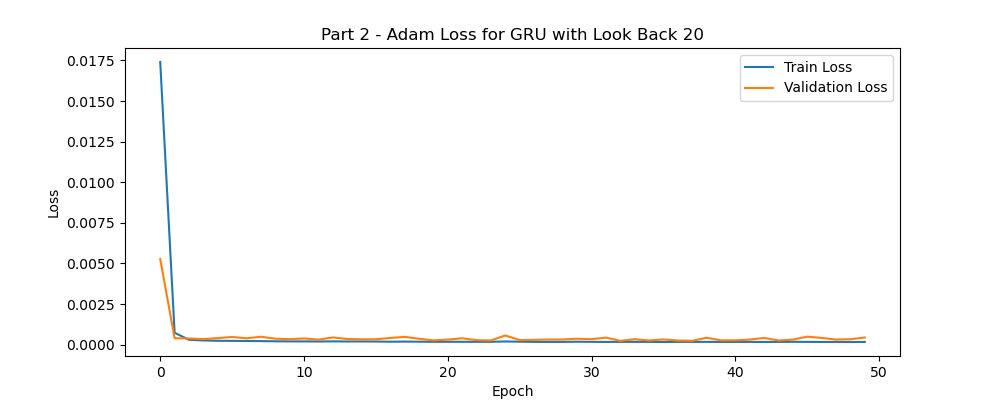 Part 2 - Adam Loss for GRU with Look Back 20
Train Loss
Validation Loss
Loss
0.0175
0.0150
0.0125
0.0100
0.0075
0.0050
0.0025
0.0000
0 10 20 30 40 50
Epoch